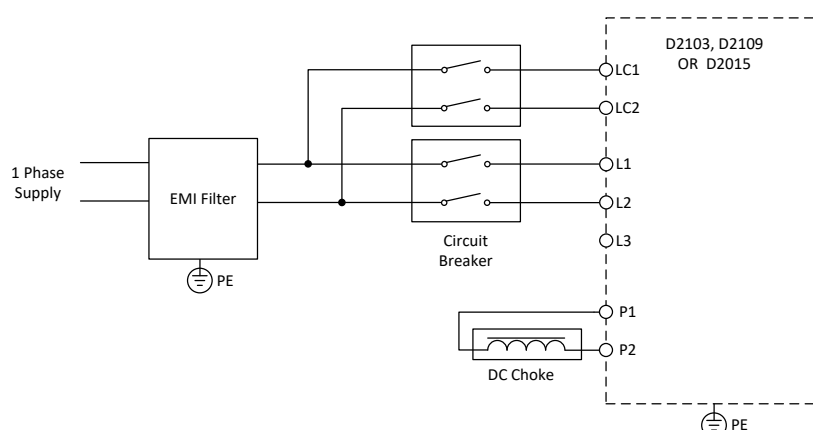 D2103, D2109
OR D2015
LC1
LC2
1 Phase
Supply
EMI Filter
L1
L2
L3
Circuit
Breaker
PE
P1
P2
DC Choke
PE